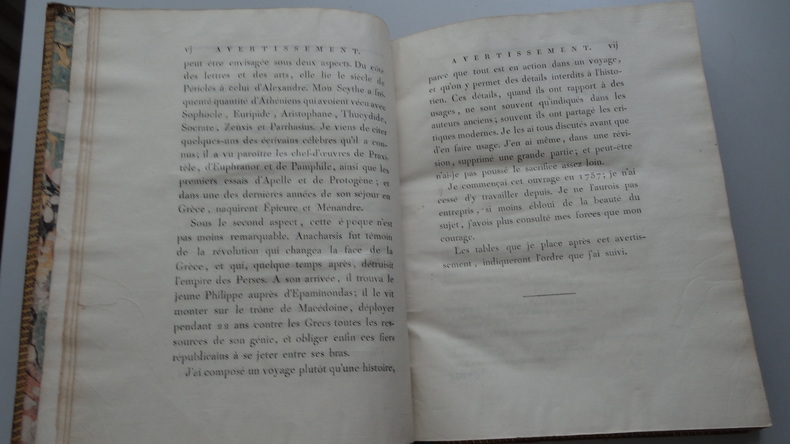 vj AVERTISSEMENT.
peut être envisagée sous deux aspects. Du côté
des lettres et des arts, elle lie le siecle de
Périclès à celui d'Alexandre. Mon Scythe a fré-
quenté quantité d'Athéniens qui avoient vécu avec
Sophocle, Euripide, Aristophane, Thucydide,
Socrate, Zeuxis et Parrhasius. Je viens de citer
quelques-uns des écrivains célebres qu'il a con-
nus; il a vu paroître les chef-d'œuvres de Praxi-
tèle, d'Euphranor et de Pamphile, ainsi que les
premiers essais d'Apelle et de Protogène; et
dans une des dernieres années de son séjour en
Grèce, naquirent Épicure et Ménandre.
Sous le second aspect, cette époque n'est
pas moins remarquable. Anacharsis fut témoin
de la révolution qui changea la face de la
Grèce, et qui, quelque temps après, détruisit
l'empire des Perses. A son arrivée, il trouva le
jeune Philippe auprès d'Épaminondas; il le vit
monter sur le trône de Macédoine, déployer
pendant 22 ans contre les Grecs toutes les res-
sources de son génie, et obliger enfin ces fiers
républicains à se jeter entre ses bras.
J'ai composé un voyage plutôt qu'une histoire,
AVERTISSEMENT. vij
parce que tout est en action dans un voyage,
et qu'on y permet des détails interdits à l'histo-
rien. Ces détails, quand ils ont rapport à des
usages, ne sont souvent qu'indiqués dans les
auteurs anciens; souvent ils ont partagé les cri-
tiques modernes. Je les ai tous discutés avant que
d'en faire usage. J'en ai même, dans une révi-
sion, supprimé une grande partie; et peut-être
n'ai-je pas poussé le sacrifice assez loin.
Je commençai cet ouvrage en 1757; je n'ai
cessé d'y travailler depuis. Je ne l'aurois pas
entrepris, si moins ébloui de la beauté du
sujet, j'avois plus consulté mes forces que mon
courage.
Les tables que je place après cet avertis-
sement, indiqueront l'ordre que j'ai suivi.